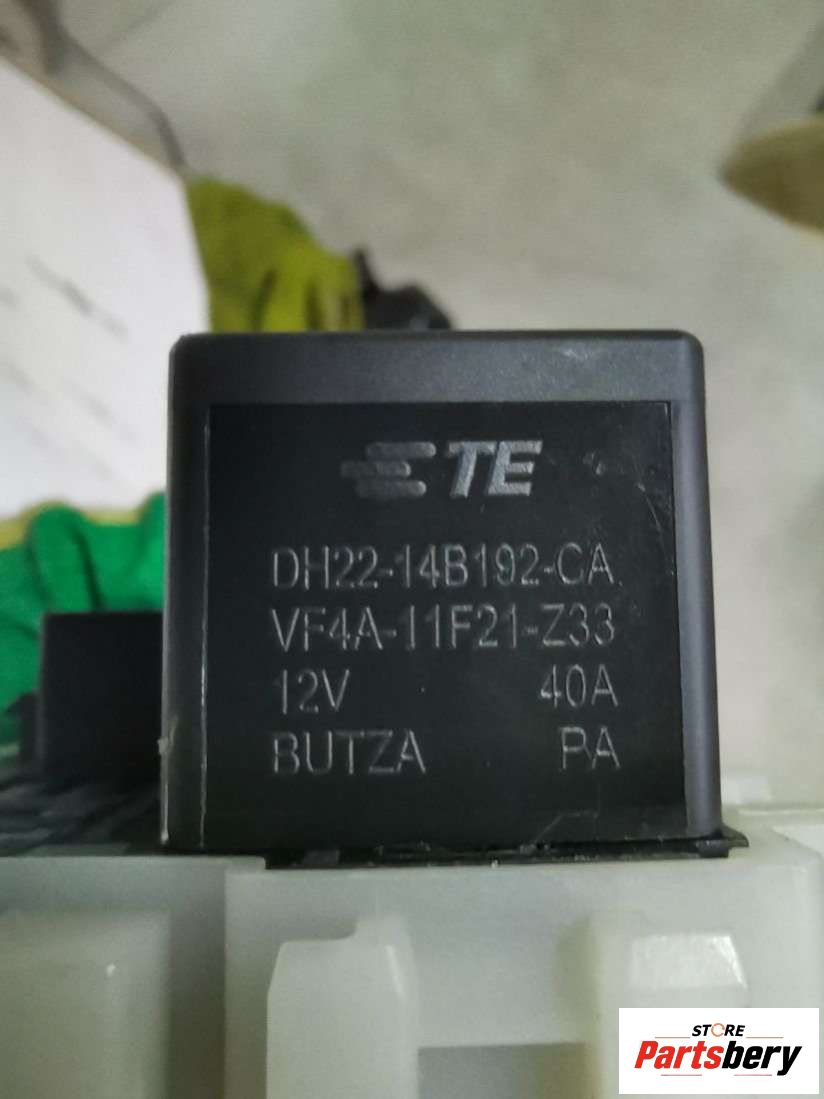 TE
DH22-14B192-CA
VF4A-11F21-Z33
12V 40A
BUTZA PA
STORE
Partsbery